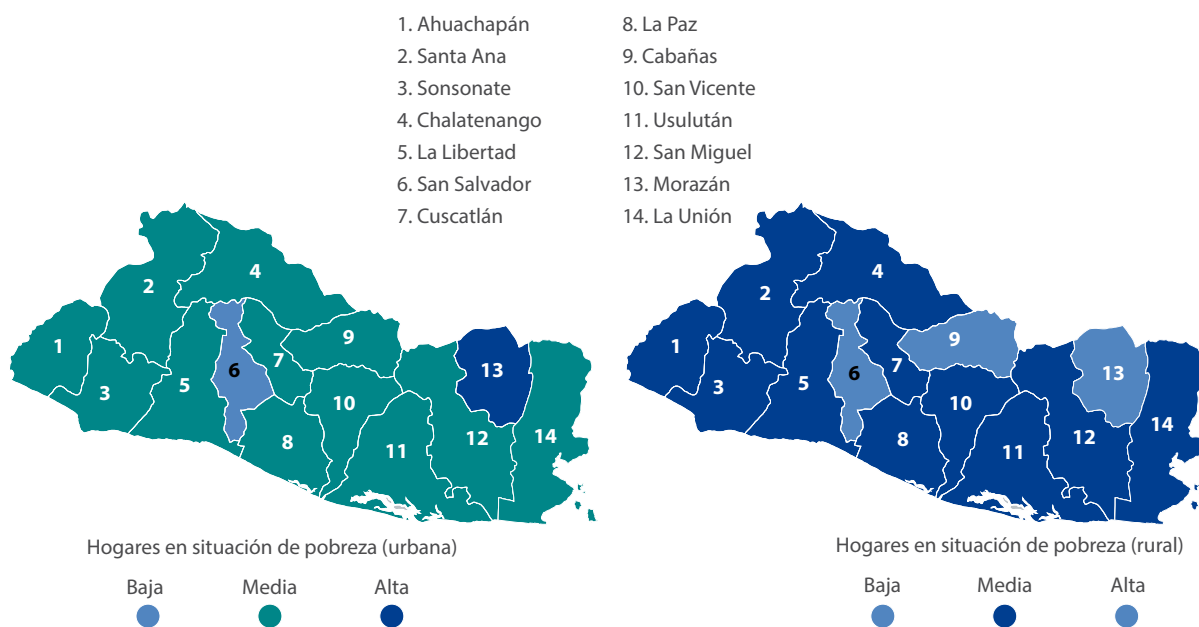 1. Ahuachapán
2. Santa Ana
3. Sonsonate
4. Chalatenango
5. La Libertad
6. San Salvador
7. Cuscatlán
8. La Paz
9. Cabañas
10. San Vicente
11. Usulután
12. San Miguel
13. Morazán
14. La Unión
4
2
9
1
7
6
13
5
3
10
12
14
8
11
Hogares en situación de pobreza (urbana)
Baja Media Alta
4
2
9
1
7
6
13
5
3
10
14
12
8
11
Hogares en situación de pobreza (rural)
Baja Media Alta